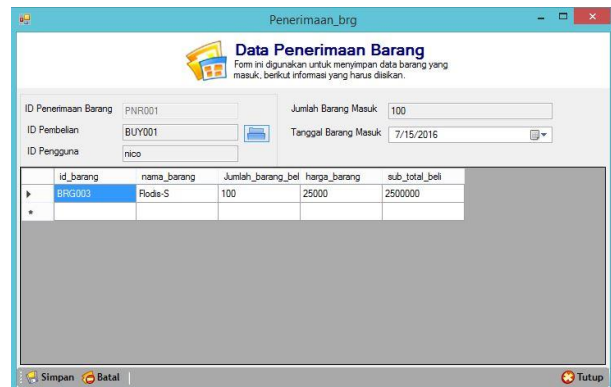 Penerimaan_brg
Data Penerimaan Barang
Form ini digunakan untuk menyimpan data barang yang
masuk, berikut informasi yang harus diisikan.
ID Penerimaan Barang PNR001 Jumlah Barang Masuk 100
ID Pembelian BUY001 Tanggal Barang Masuk 7/15/2016
ID Pengguna nico
id_barang nama_barang Jumlah_barang_bel harga_barang sub_total_beli
BRG003 Flodis-S 100 25000 2500000
Simpan Batal Tutup